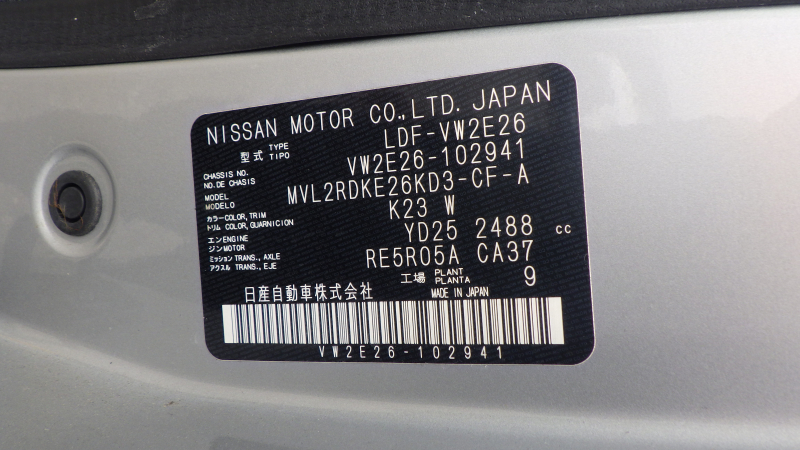 NISSAN MOTOR CO.,LTD. JAPAN
型式 TYPE TIPO LDF-VW2E26
CHASSIS NO. NO. DE CHASIS VW2E26-102941
MODEL MODELO MVL2RDKE26KD3-CF-A
カラー COLOR, TRIM トリム COLOR, GUARNICION K23 W
エンジン ENGINE MOTOR YD25 2488 cc
ミッション TRANS., AXLE アクスル TRANS., EJE RE5R05A CA37
工場 PLANT PLANTA 9
日産自動車株式会社 MADE IN JAPAN
VW2E26-102941